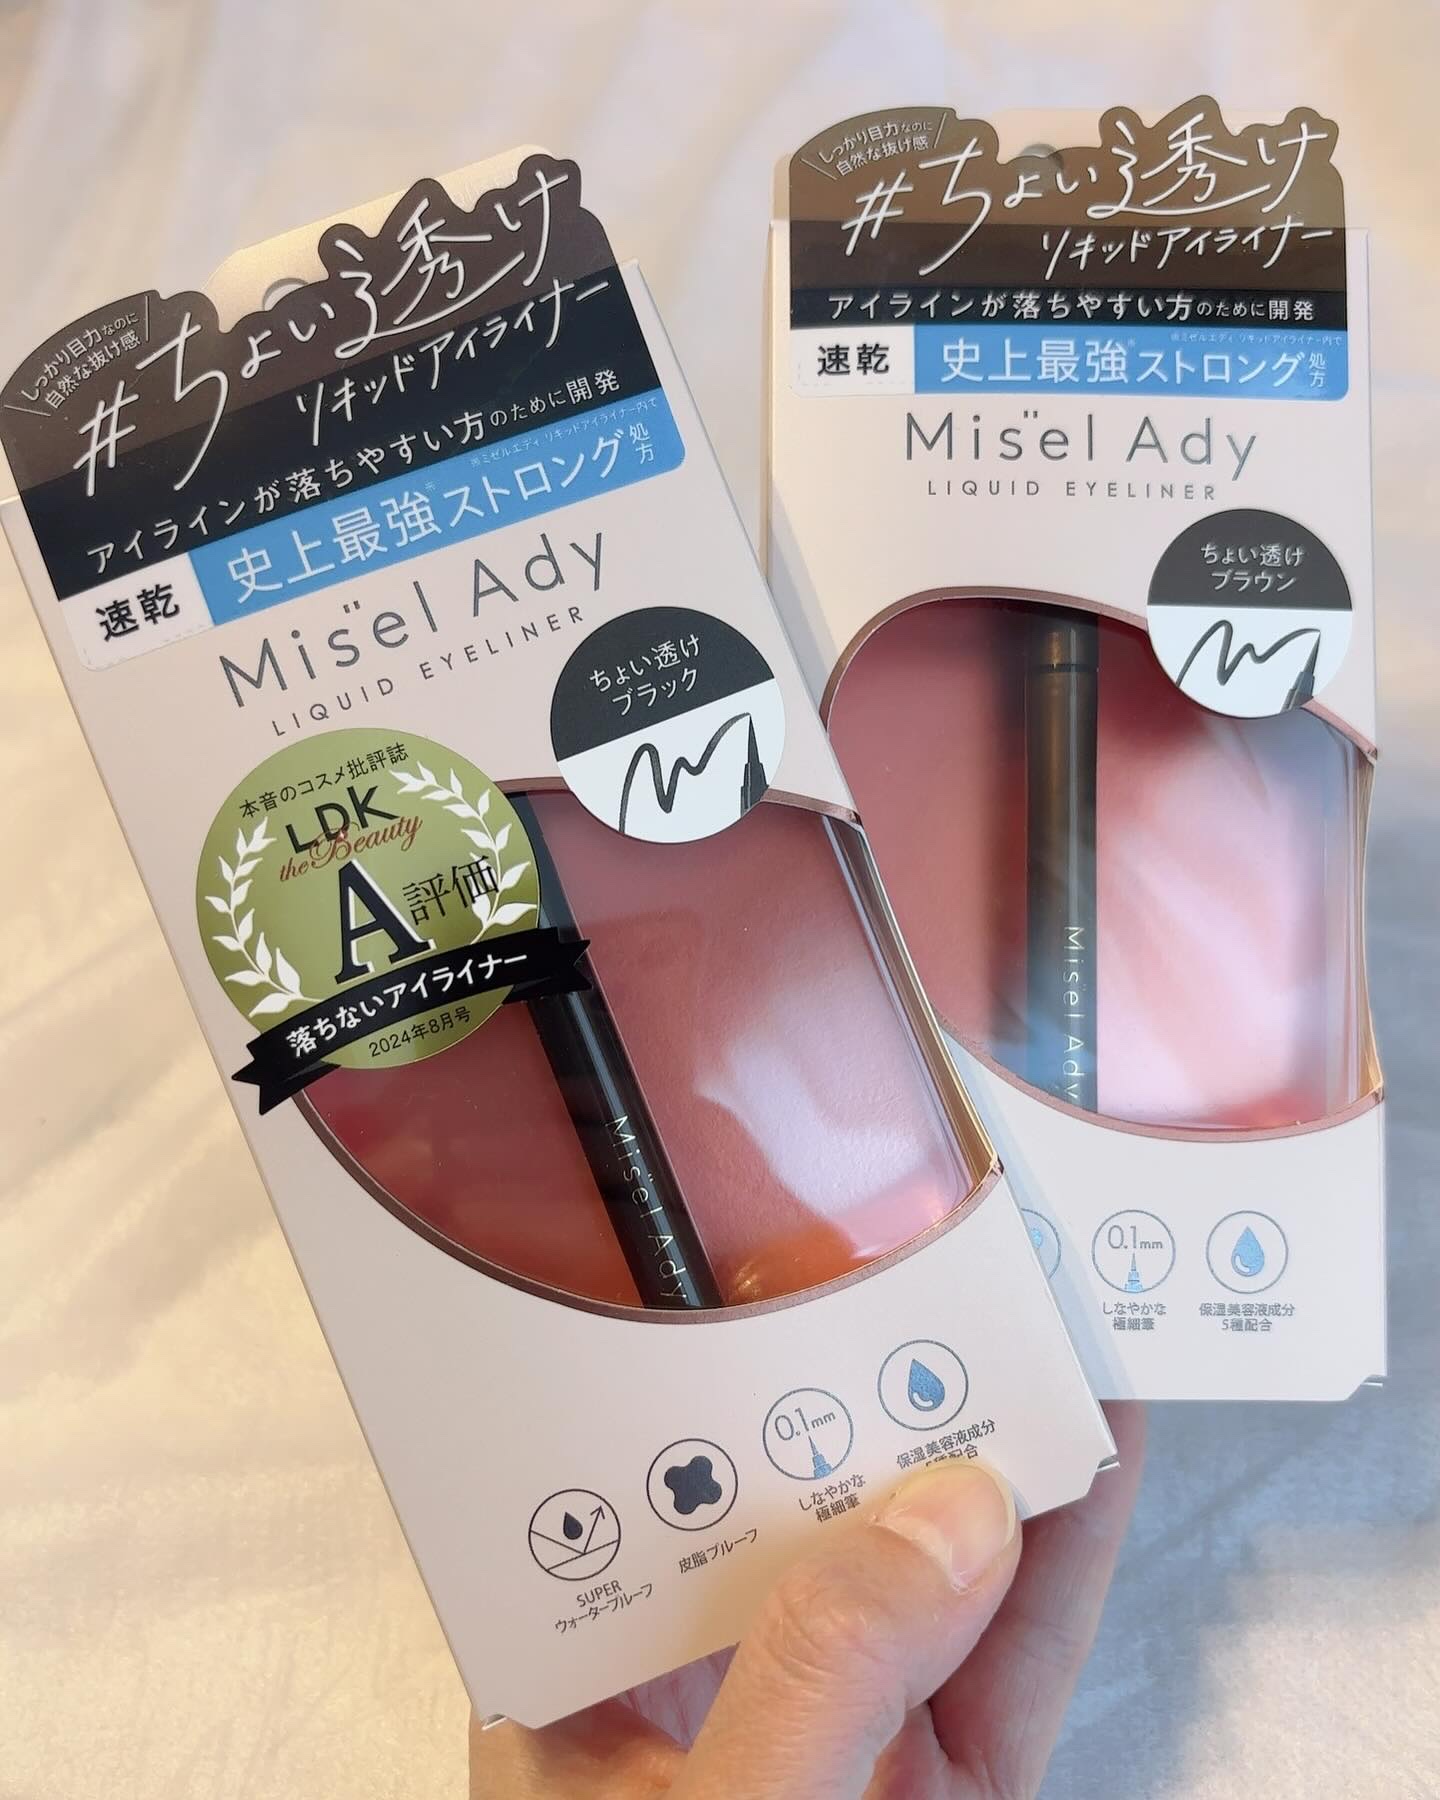 しっかり目力なのに
自然な抜け感
#ちょい透け
リキッドアイライナー
アイラインが落ちやすい方のために開発
※ミゼルエディ リキッドアイライナー内で
速乾 史上最強※ストロング処方
Misël Ady
LIQUID EYELINER
ちょい透け
ブラック
本音のコスメ批評誌
LDK
the Beauty
A評価
落ちないアイライナー
2024年8月号
Misël Ady
SUPER
ウォータープルーフ
皮脂プルーフ
0.1mm
しなやかな
極細筆
保湿美容液成分
5種配合
しっかり目力なのに
自然な抜け感
#ちょい透け
リキッドアイライナー
アイラインが落ちやすい方のために開発
※ミゼルエディ リキッドアイライナー内で
速乾 史上最強※ストロング処方
Misël Ady
LIQUID EYELINER
ちょい透け
ブラウン
Misël Ady
0.1mm
しなやかな
極細筆
保湿美容液成分
5種配合